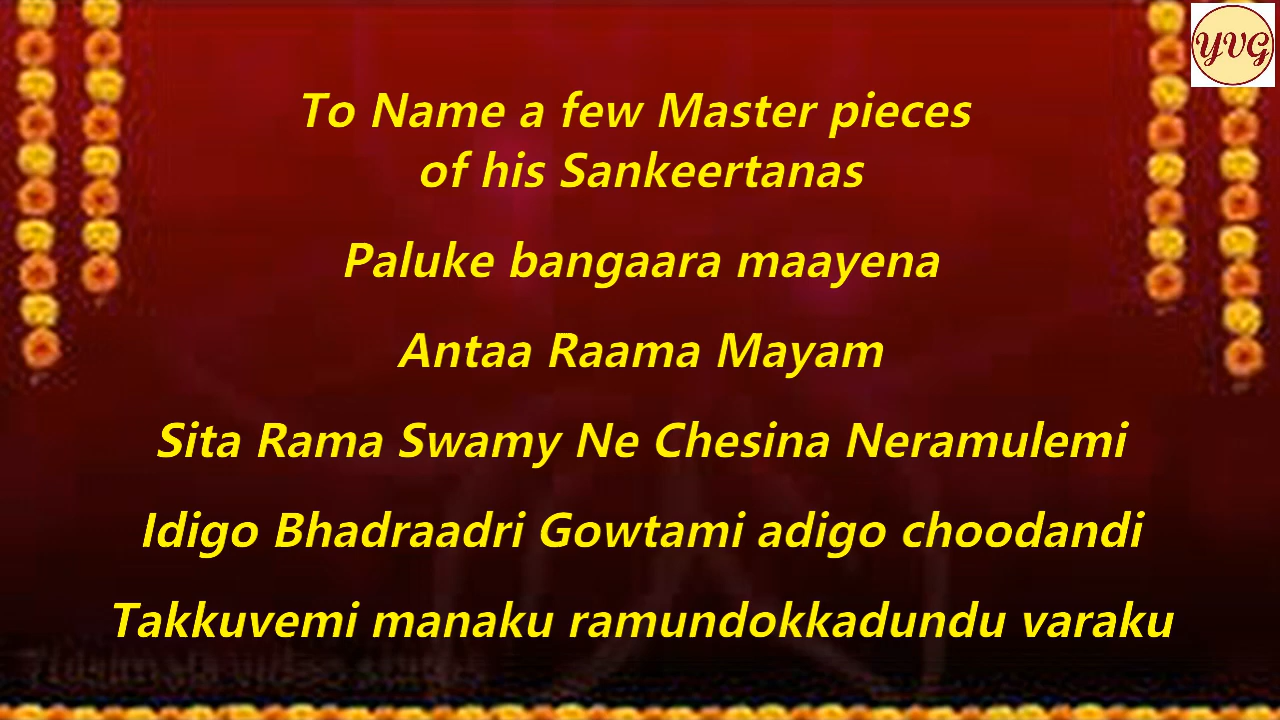 YVG
To Name a few Master pieces
of his Sankeertanas
Paluke bangaara maayena
Antaa Raama Mayam
Sita Rama Swamy Ne Chesina Neramulemi
Idigo Bhadraadri Gowtami adigo choodandi
Takkuvemi manaku ramundokkadundu varaku